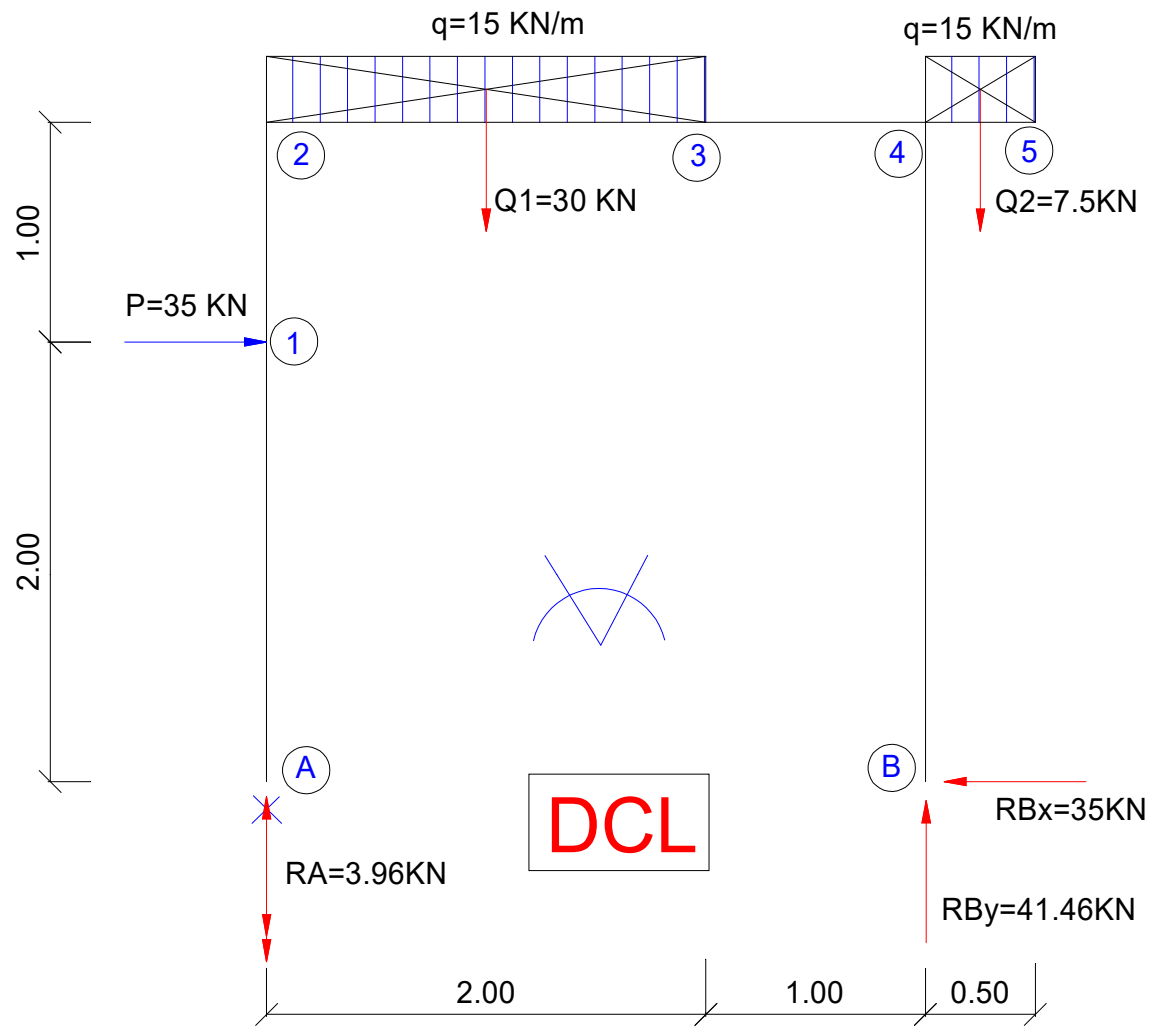 q=15 KN/m
q=15 KN/m
2
3
4
5
Q1=30 KN
Q2=7.5KN
1.00
P=35 KN
1
2.00
A
B
DCL
RBx=35KN
RA=3.96KN
RBy=41.46KN
2.00
1.00
0.50